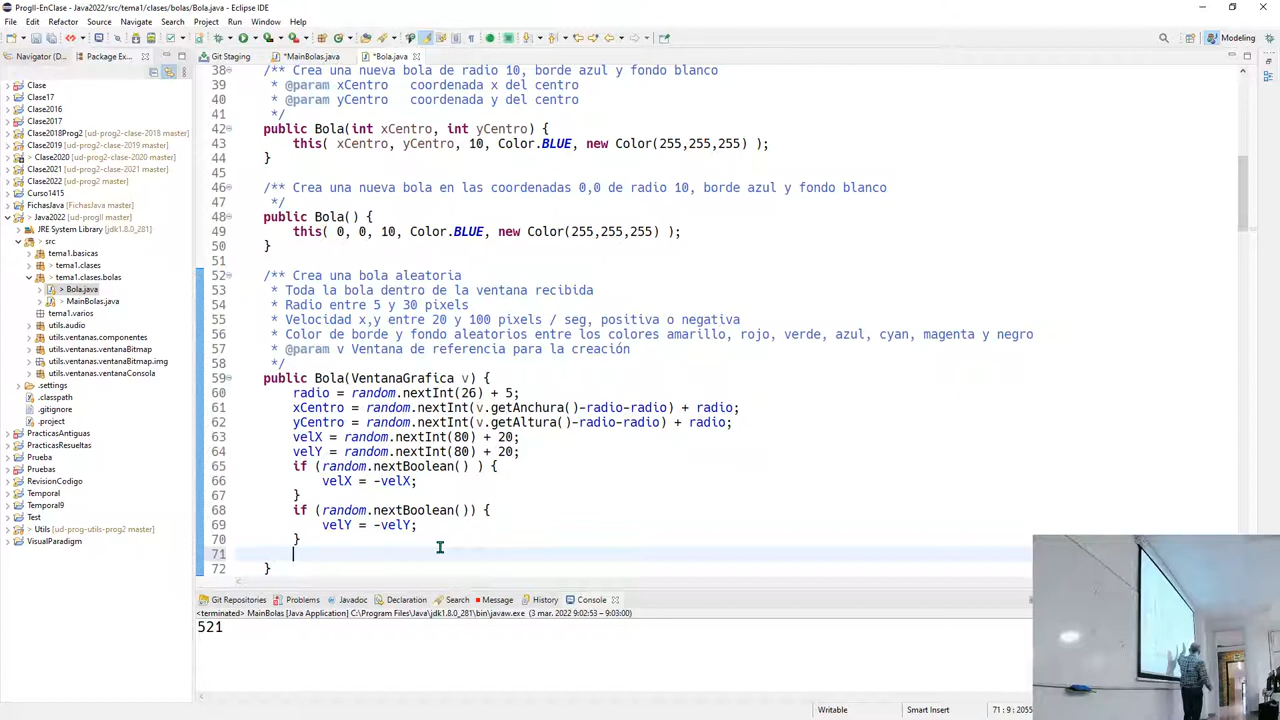 ProgII-EnClase - Java2022/src/tema1/clases/bolas/Bola.java - Eclipse IDE
File Edit Refactor Source Navigate Search Project Run Window Help
Modeling
Navigator (D...
Package Ex...
Git Staging
*MainBolas.java
*Bola.java
Clase
Clase17
Clase2016
Clase2017
Clase2018Prog2 [ud-prog2-clase-2018 master]
Clase2019 [ud-prog2-clase-2019 master]
> Clase2020 [ud-prog2-clase-2020 master]
Clase2021 [ud-prog2-clase-2021 master]
Clase2022 [ud-prog2 master]
Curso1415
FichasJava [FichasJava master]
> Java2022 [ud-progII master]
JRE System Library [jdk1.8.0_281]
> src
tema1.basicas
> tema1.clases
> tema1.clases.bolas
> Bola.java
> MainBolas.java
tema1.varios
utils.audio
utils.ventanas.componentes
utils.ventanas.ventanaBitmap
utils.ventanas.ventanaBitmap.img
utils.ventanas.ventanaConsola
.settings
.classpath
.gitignore
.project
PracticasAntiguas
PracticasResueltas
Prueba
Pruebas
RevisionCodigo
Temporal
Temporal9
Test
> Utils [ud-prog-utils-prog2 master]
VisualParadigm
38 /** Crea una nueva bola de radio 10, borde azul y fondo blanco
39 * @param xCentro coordenada x del centro
40 * @param yCentro coordenada y del centro
41 */
42 public Bola(int xCentro, int yCentro) {
43 this( xCentro, yCentro, 10, Color.BLUE, new Color(255,255,255) );
44 }
45
46 /** Crea una nueva bola en las coordenadas 0,0 de radio 10, borde azul y fondo blanco
47 */
48 public Bola() {
49 this( 0, 0, 10, Color.BLUE, new Color(255,255,255) );
50 }
51
52 /** Crea una bola aleatoria
53 * Toda la bola dentro de la ventana recibida
54 * Radio entre 5 y 30 pixels
55 * Velocidad x,y entre 20 y 100 pixels / seg, positiva o negativa
56 * Color de borde y fondo aleatorios entre los colores amarillo, rojo, verde, azul, cyan, magenta y negro
57 * @param v Ventana de referencia para la creación
58 */
59 public Bola(VentanaGrafica v) {
60 radio = random.nextInt(26) + 5;
61 xCentro = random.nextInt(v.getAnchura()-radio-radio) + radio;
62 yCentro = random.nextInt(v.getAltura()-radio-radio) + radio;
63 velX = random.nextInt(80) + 20;
64 velY = random.nextInt(80) + 20;
65 if (random.nextBoolean() ) {
66 velX = -velX;
67 }
68 if (random.nextBoolean()) {
69 velY = -velY;
70 }
71
72 }
Git Repositories
Problems
Javadoc
Declaration
Search
Message
History
Console
<terminated> MainBolas [Java Application] C:\Program Files\Java\jdk1.8.0_281\bin\javaw.exe (3 mar. 2022 9:02:53 – 9:03:00)
521
Writable
Smart Insert
71 : 9 : 2055